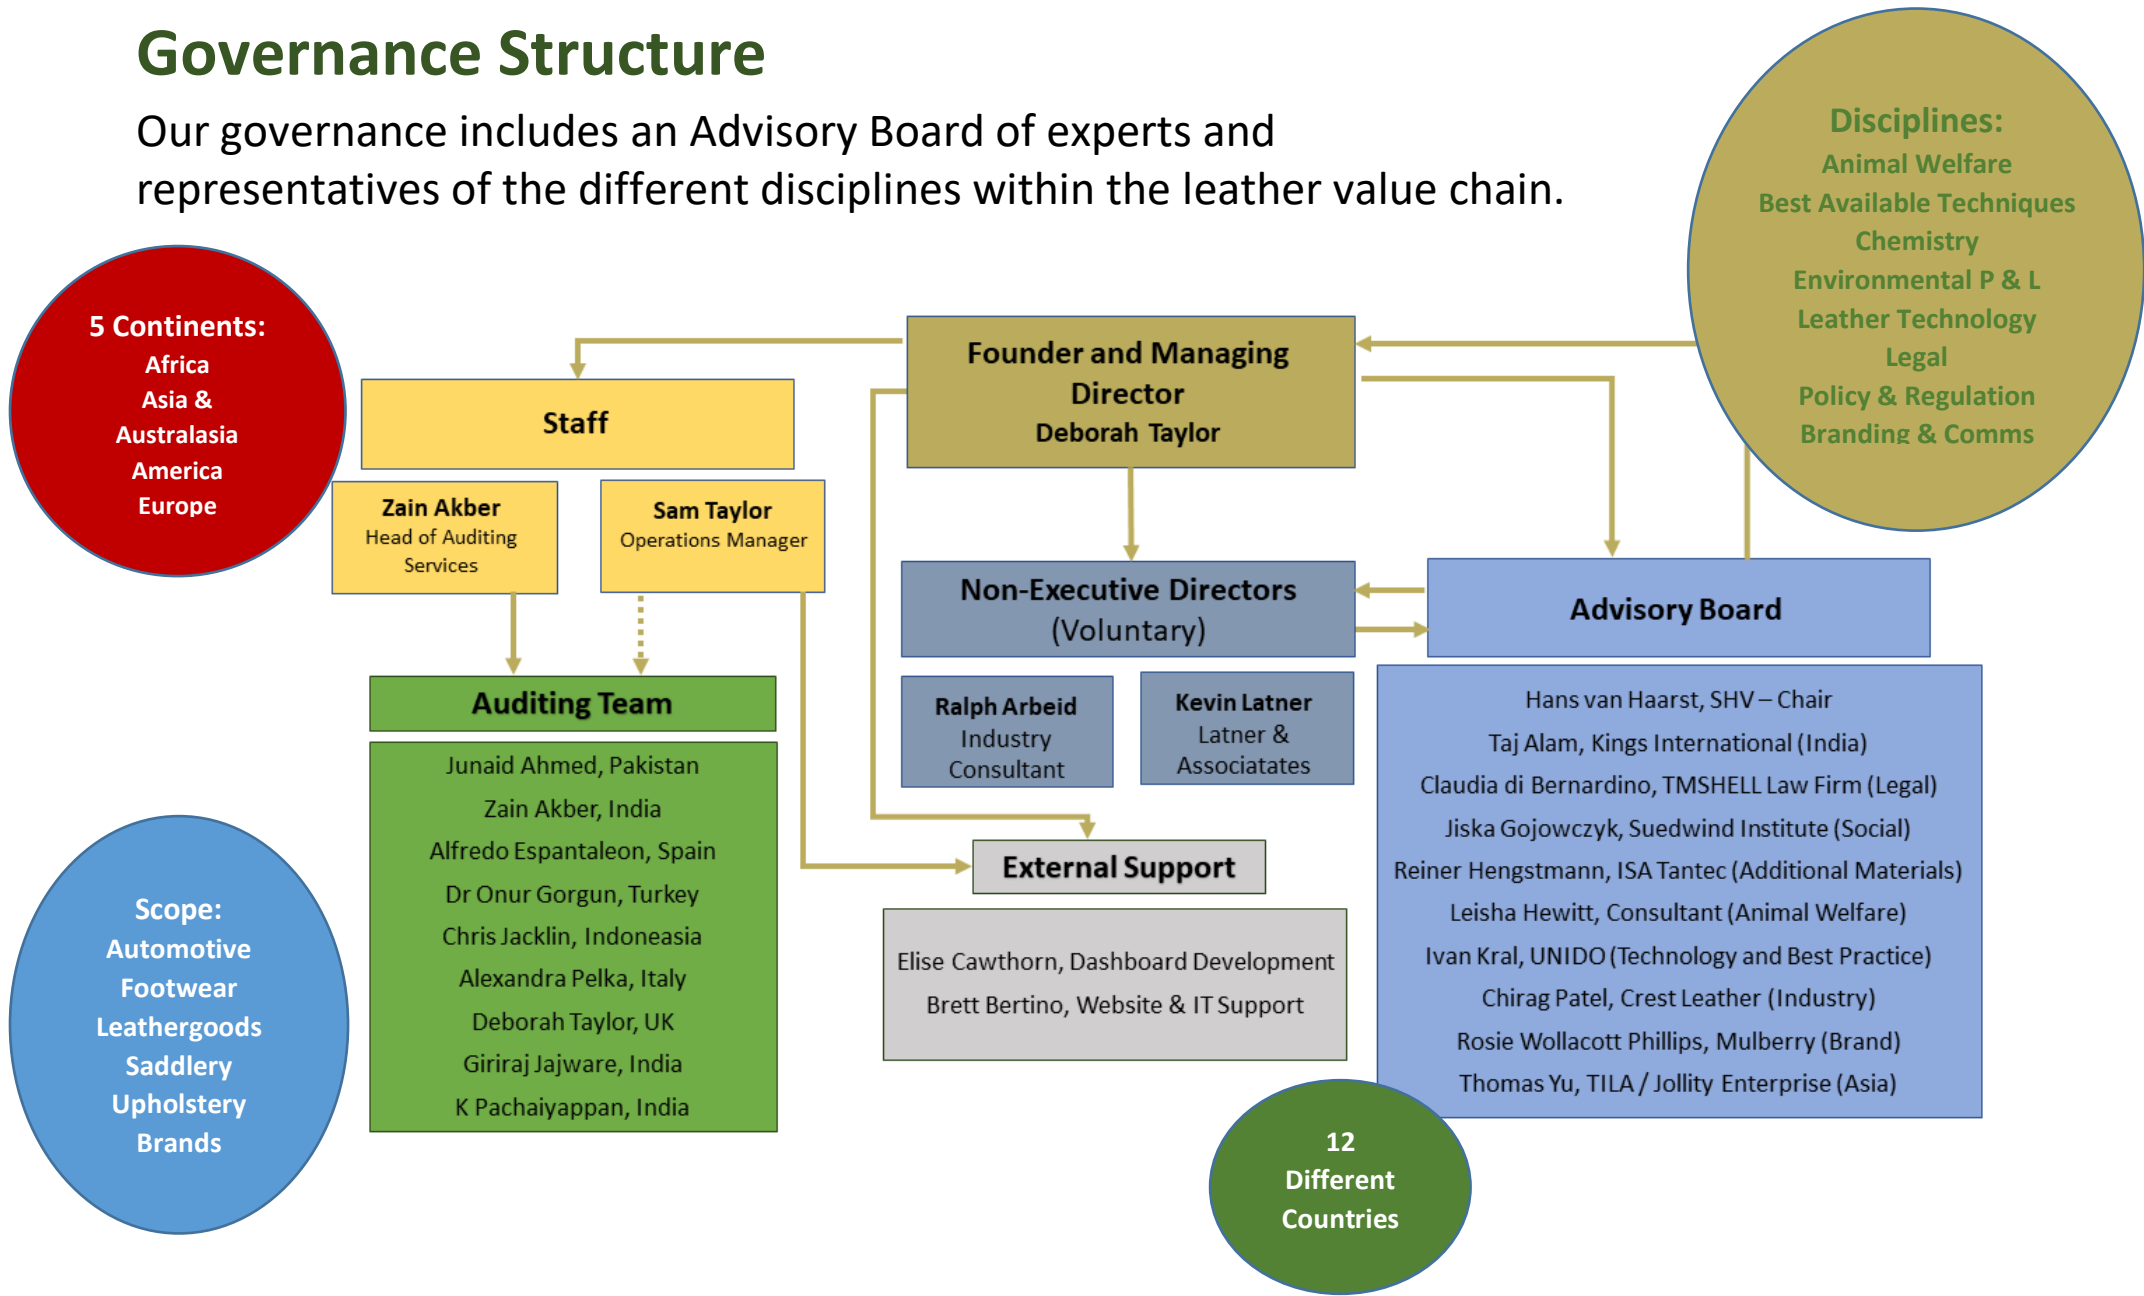 Governance Structure
Our governance includes an Advisory Board of experts and
representatives of the different disciplines within the leather value chain.
Disciplines:
Animal Welfare
Best Available Techniques
Chemistry
Environmental P & L
Leather Technology
Legal
Policy & Regulation
Branding & Comms
5 Continents:
Africa
Asia &
Australasia
America
Europe
Founder and Managing
Director
Deborah Taylor
Staff
Zain Akber
Head of Auditing
Services
Sam Taylor
Operations Manager
Non-Executive Directors
(Voluntary)
Advisory Board
Ralph Arbeid
Industry
Consultant
Kevin Latner
Latner &
Associatates
Auditing Team
Junaid Ahmed, Pakistan
Zain Akber, India
Alfredo Espantaleon, Spain
Dr Onur Gorgun, Turkey
Chris Jacklin, Indoneasia
Alexandra Pelka, Italy
Deborah Taylor, UK
Giriraj Jajware, India
K Pachaiyappan, India
External Support
Elise Cawthorn, Dashboard Development
Brett Bertino, Website & IT Support
Hans van Haarst, SHV – Chair
Taj Alam, Kings International (India)
Claudia di Bernardino, TMSHELL Law Firm (Legal)
Jiska Gojowczyk, Suedwind Institute (Social)
Reiner Hengstmann, ISA Tantec (Additional Materials)
Leisha Hewitt, Consultant (Animal Welfare)
Ivan Kral, UNIDO (Technology and Best Practice)
Chirag Patel, Crest Leather (Industry)
Rosie Wollacott Phillips, Mulberry (Brand)
Thomas Yu, TILA / Jollity Enterprise (Asia)
Scope:
Automotive
Footwear
Leathergoods
Saddlery
Upholstery
Brands
12
Different
Countries